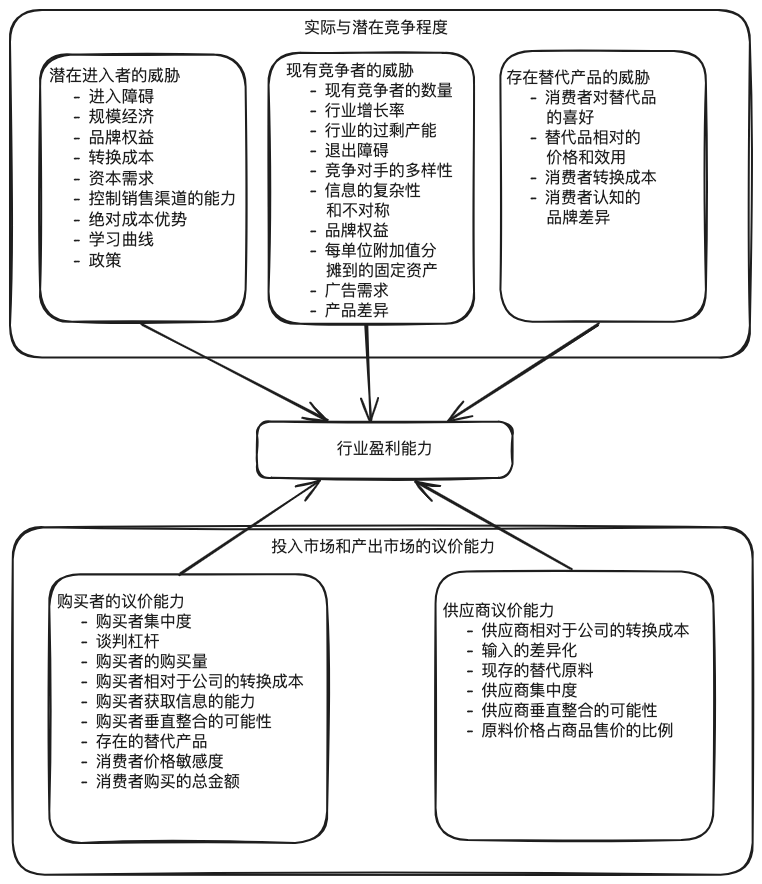 实际与潜在竞争程度
潜在进入者的威胁
- 进入障碍
- 规模经济
- 品牌权益
- 转换成本
- 资本需求
- 控制销售渠道的能力
- 绝对成本优势
- 学习曲线
- 政策
现有竞争者的威胁
- 现有竞争者的数量
- 行业增长率
- 行业的过剩产能
- 退出障碍
- 竞争对手的多样性
- 信息的复杂性
和不对称
- 品牌权益
- 每单位附加值分
摊到的固定资产
- 广告需求
- 产品差异
存在替代产品的威胁
- 消费者对替代品
的喜好
- 替代品相对的
价格和效用
- 消费者转换成本
- 消费者认知的
品牌差异
行业盈利能力
投入市场和产出市场的议价能力
购买者的议价能力
- 购买者集中度
- 谈判杠杆
- 购买者的购买量
- 购买者相对于公司的转换成本
- 购买者获取信息的能力
- 购买者垂直整合的可能性
- 存在的替代产品
- 消费者价格敏感度
- 消费者购买的总金额
供应商议价能力
- 供应商相对于公司的转换成本
- 输入的差异化
- 现存的替代原料
- 供应商集中度
- 供应商垂直整合的可能性
- 原料价格占商品售价的比例